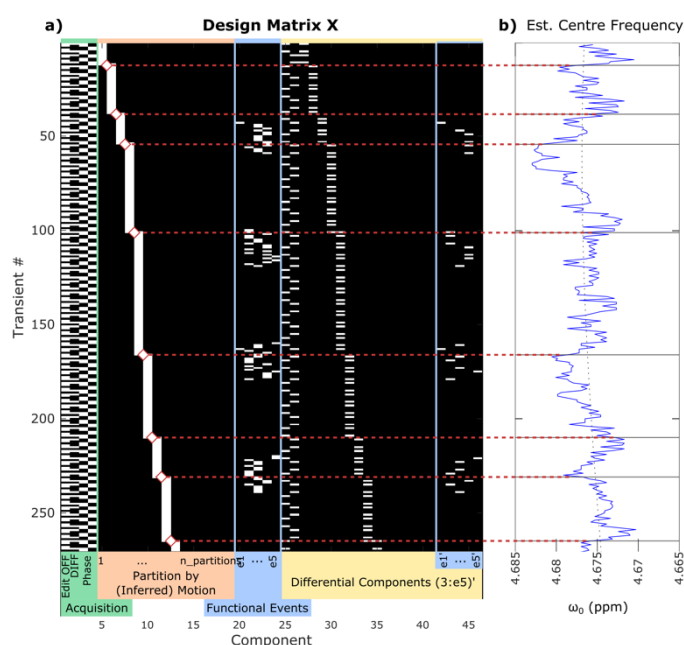 a)
Design Matrix X
b)
Est. Centre Frequency
50
100
150
200
250
Transient #
Edit OFF
DIFF
Phase
1 ... n_partitions
Partition by
(Inferred) Motion
e1 ... e5
Differential Components (3:e5)'
e1' ... e5'
Acquisition
Functional Events
5 10 15 20 25 30 35 40 45
Component
4.685 4.68 4.675 4.67 4.665
ω₀ (ppm)